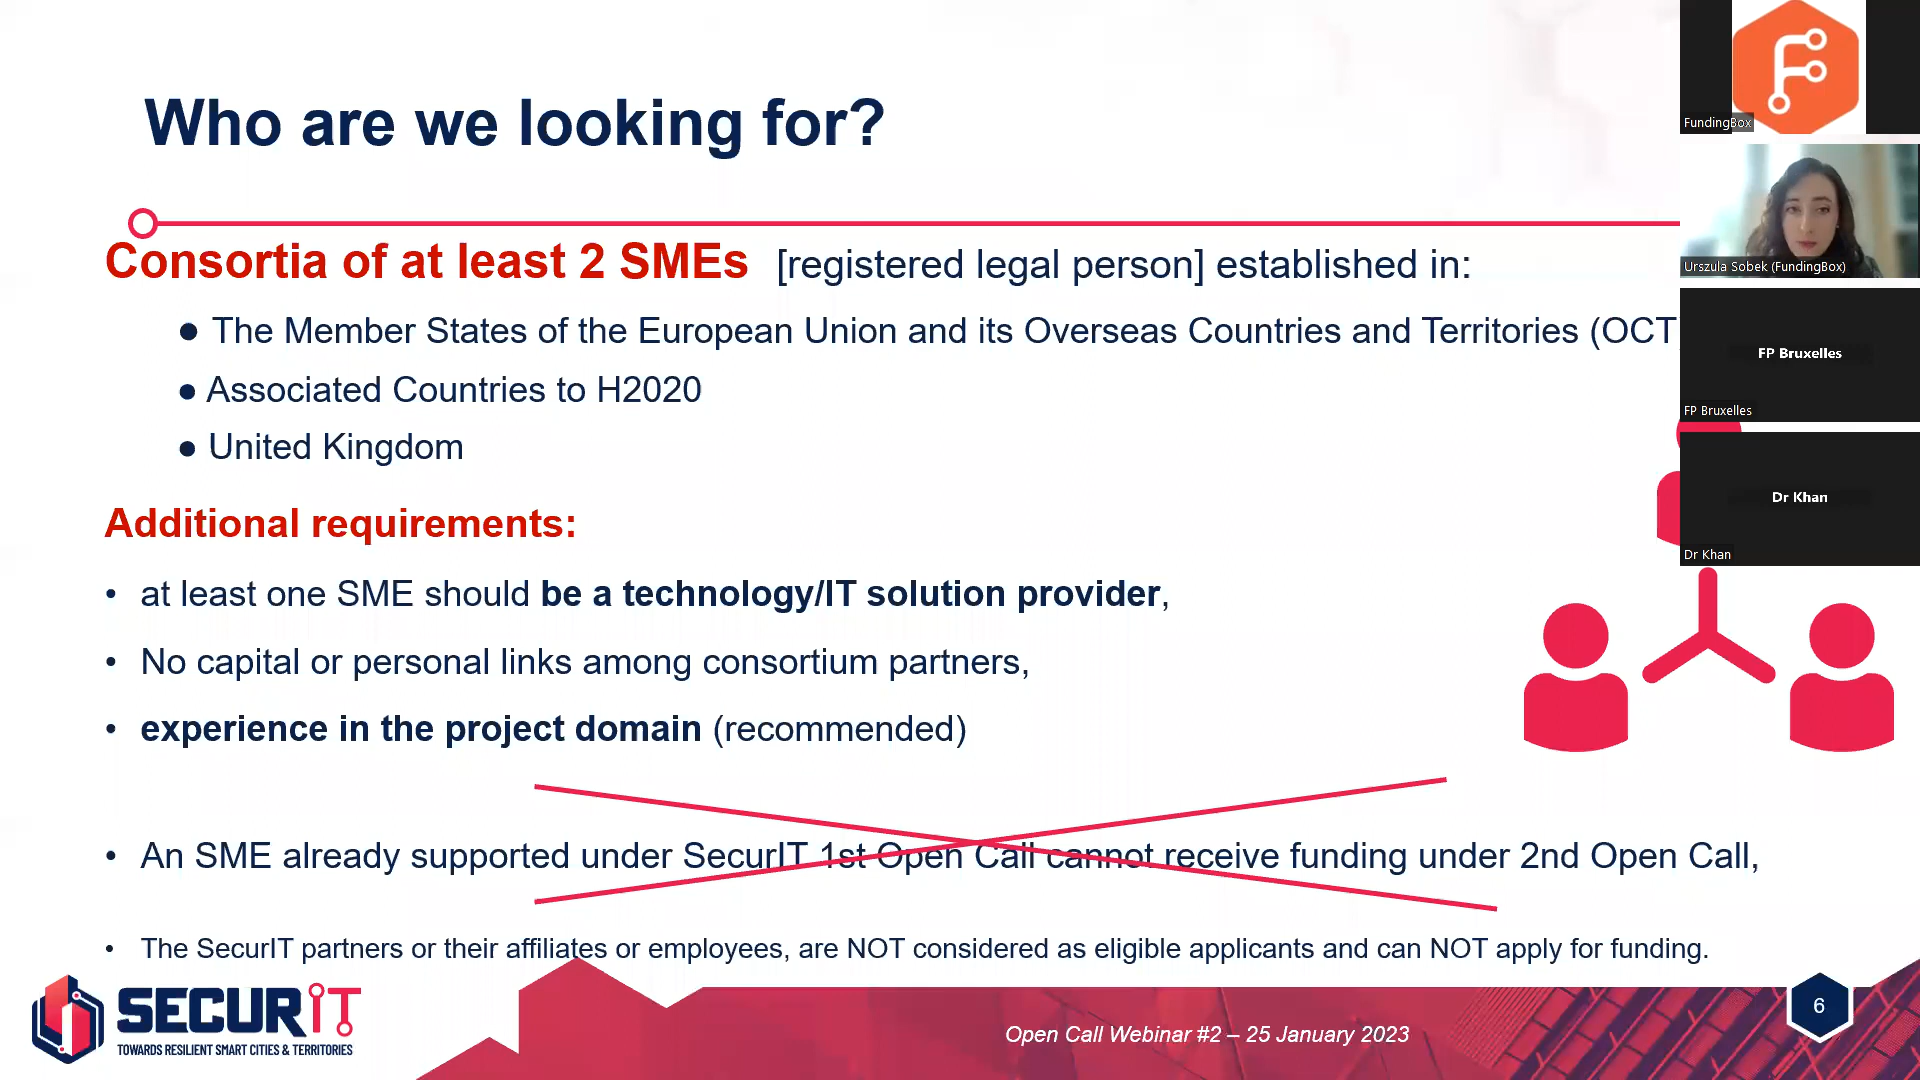 Who are we looking for?
Consortia of at least 2 SMEs [registered legal person] established in:
● The Member States of the European Union and its Overseas Countries and Territories (OCT
● Associated Countries to H2020
● United Kingdom
Additional requirements:
• at least one SME should be a technology/IT solution provider,
• No capital or personal links among consortium partners,
• experience in the project domain (recommended)
• An SME already supported under SecurIT 1st Open Call cannot receive funding under 2nd Open Call,
• The SecurIT partners or their affiliates or employees, are NOT considered as eligible applicants and can NOT apply for funding.
SECURIT
TOWARDS RESILIENT SMART CITIES & TERRITORIES
Open Call Webinar #2 – 25 January 2023
6
FundingBox
Urszula Sobek (FundingBox)
FP Bruxelles
FP Bruxelles
Dr Khan
Dr Khan